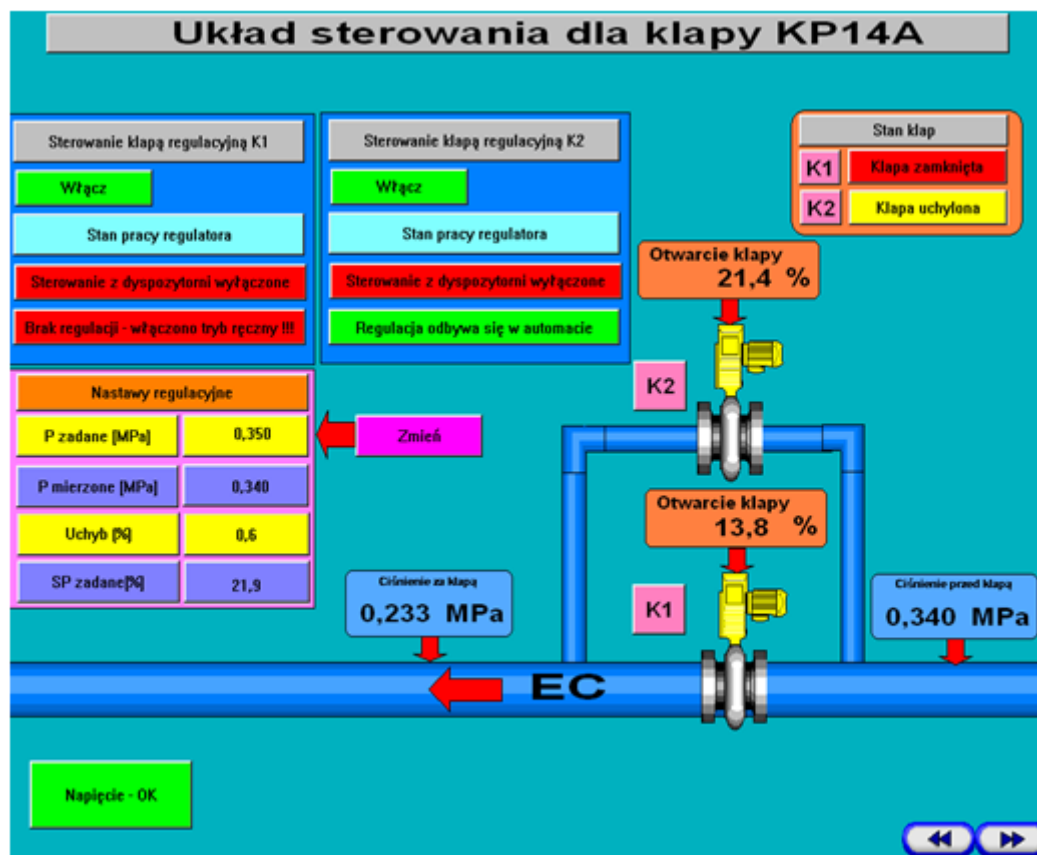 Układ sterowania dla klapy KP14A
Sterowanie klapą regulacyjną K1
Włącz
Stan pracy regulatora
Sterowanie z dyspozytorni wyłączone
Brak regulacji - włączono tryb ręczny !!!
Sterowanie klapą regulacyjną K2
Włącz
Stan pracy regulatora
Sterowanie z dyspozytorni wyłączone
Regulacja odbywa się w automacie
Stan klap
K1 Klapa zamknięta
K2 Klapa uchylona
Otwarcie klapy
21,4 %
K2
Nastawy regulacyjne
P zadane [MPa] 0,350
Zmień
P mierzone [MPa] 0,340
Uchyb [%] 0,6
SP zadane[%] 21,9
Otwarcie klapy
13,8 %
K1
Ciśnienie za klapą
0,233 MPa
Ciśnienie przed klapą
0,340 MPa
EC
Napięcie - OK